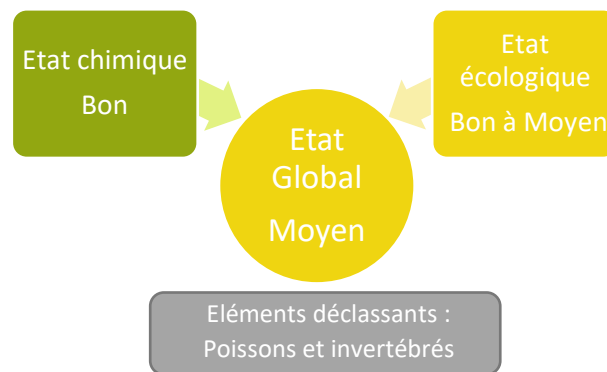 Etat chimique
Bon
Etat
écologique
Bon à Moyen
Etat
Global
Moyen
Eléments déclassants :
Poissons et invertébrés